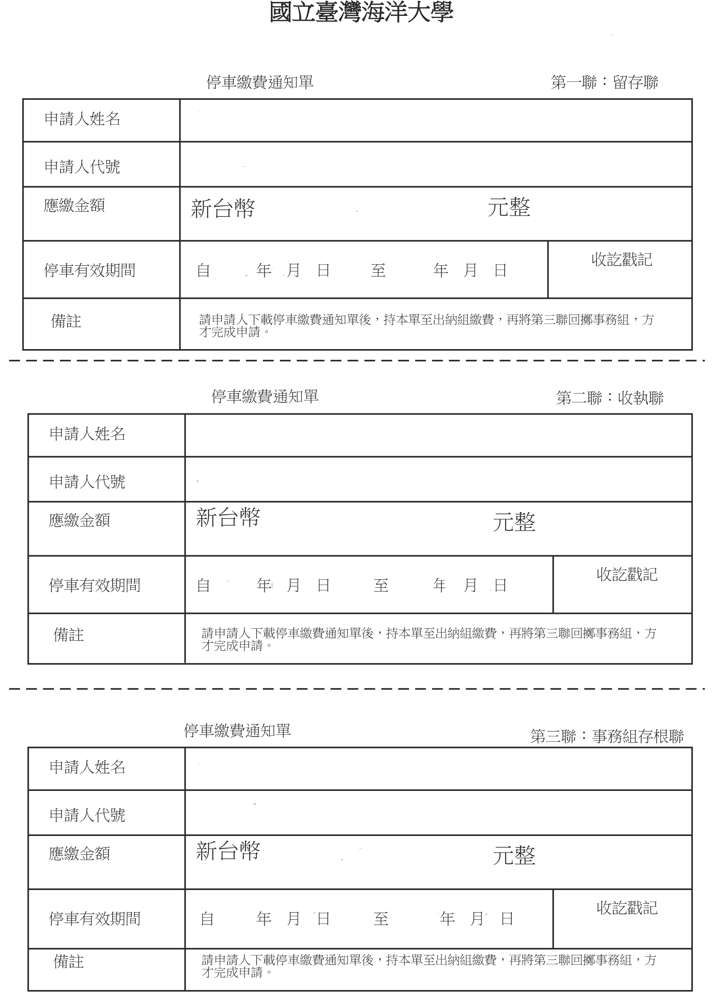 國立臺灣海洋大學
停車繳費通知單 第一聯：留存聯
申請人姓名
申請人代號
應繳金額 新台幣 元整
停車有效期間 自 年 月 日 至 年 月 日 收訖戳記
備註 請申請人下載停車繳費通知單後，持本單至出納組繳費，再將第三聯回擲事務組，方
才完成申請。
停車繳費通知單 第二聯：收執聯
申請人姓名
申請人代號
應繳金額 新台幣 元整
停車有效期間 自 年 月 日 至 年 月 日 收訖戳記
備註 請申請人下載停車繳費通知單後，持本單至出納組繳費，再將第三聯回擲事務組，方
才完成申請。
停車繳費通知單 第三聯：事務組存根聯
申請人姓名
申請人代號
應繳金額 新台幣 元整
停車有效期間 自 年 月 日 至 年 月 日 收訖戳記
備註 請申請人下載停車繳費通知單後，持本單至出納組繳費，再將第三聯回擲事務組，方
才完成申請。